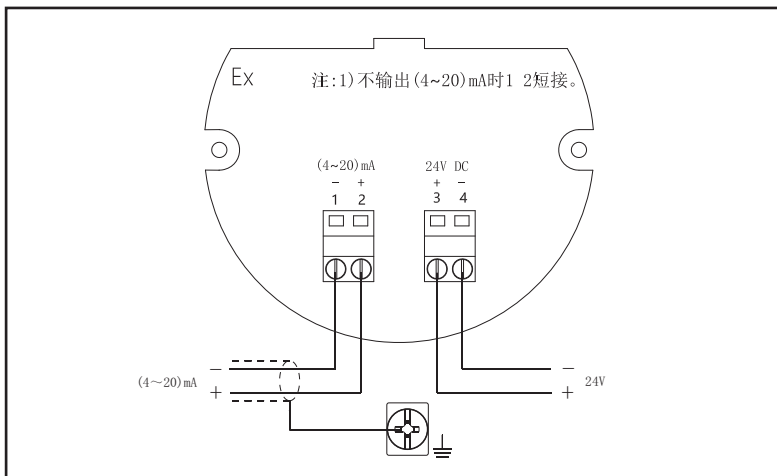 Ex
注:1)不输出(4~20)mA时1 2短接。
(4~20)mA 24V DC
- + + -
1 2 3 4
- -
(4~20)mA 24V
+ +